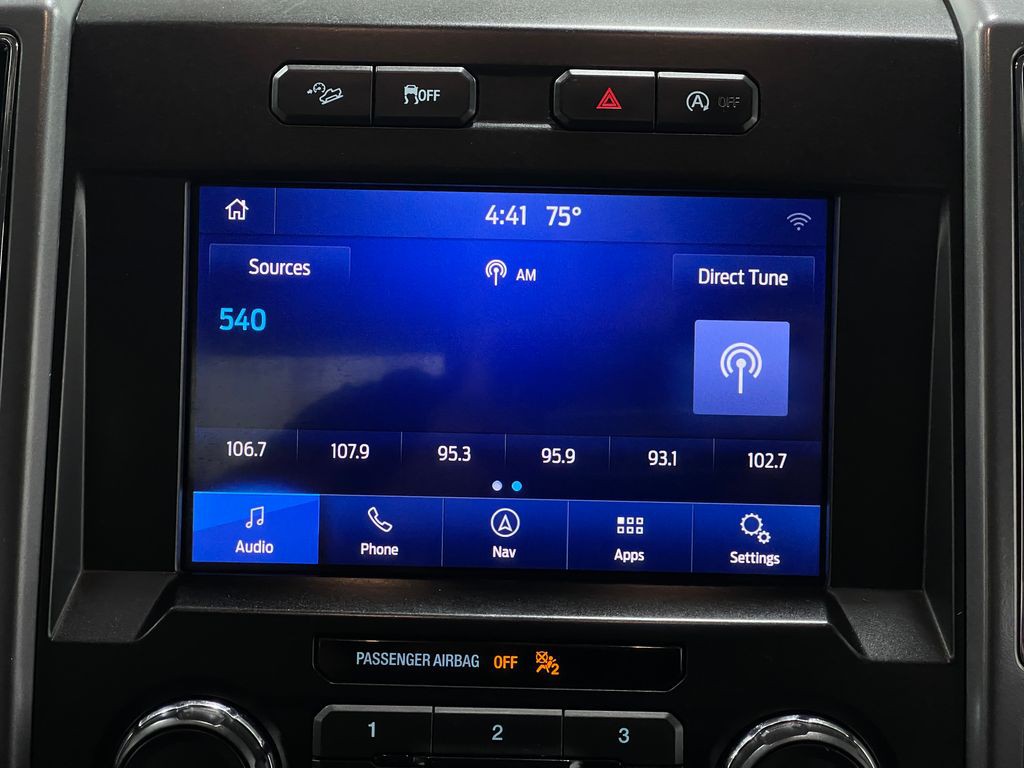 OFF
OFF
4:41 75°
Sources
AM
Direct Tune
540
106.7 107.9 95.3 95.9 93.1 102.7
Audio Phone Nav Apps Settings
PASSENGER AIRBAG OFF 2
1 2 3